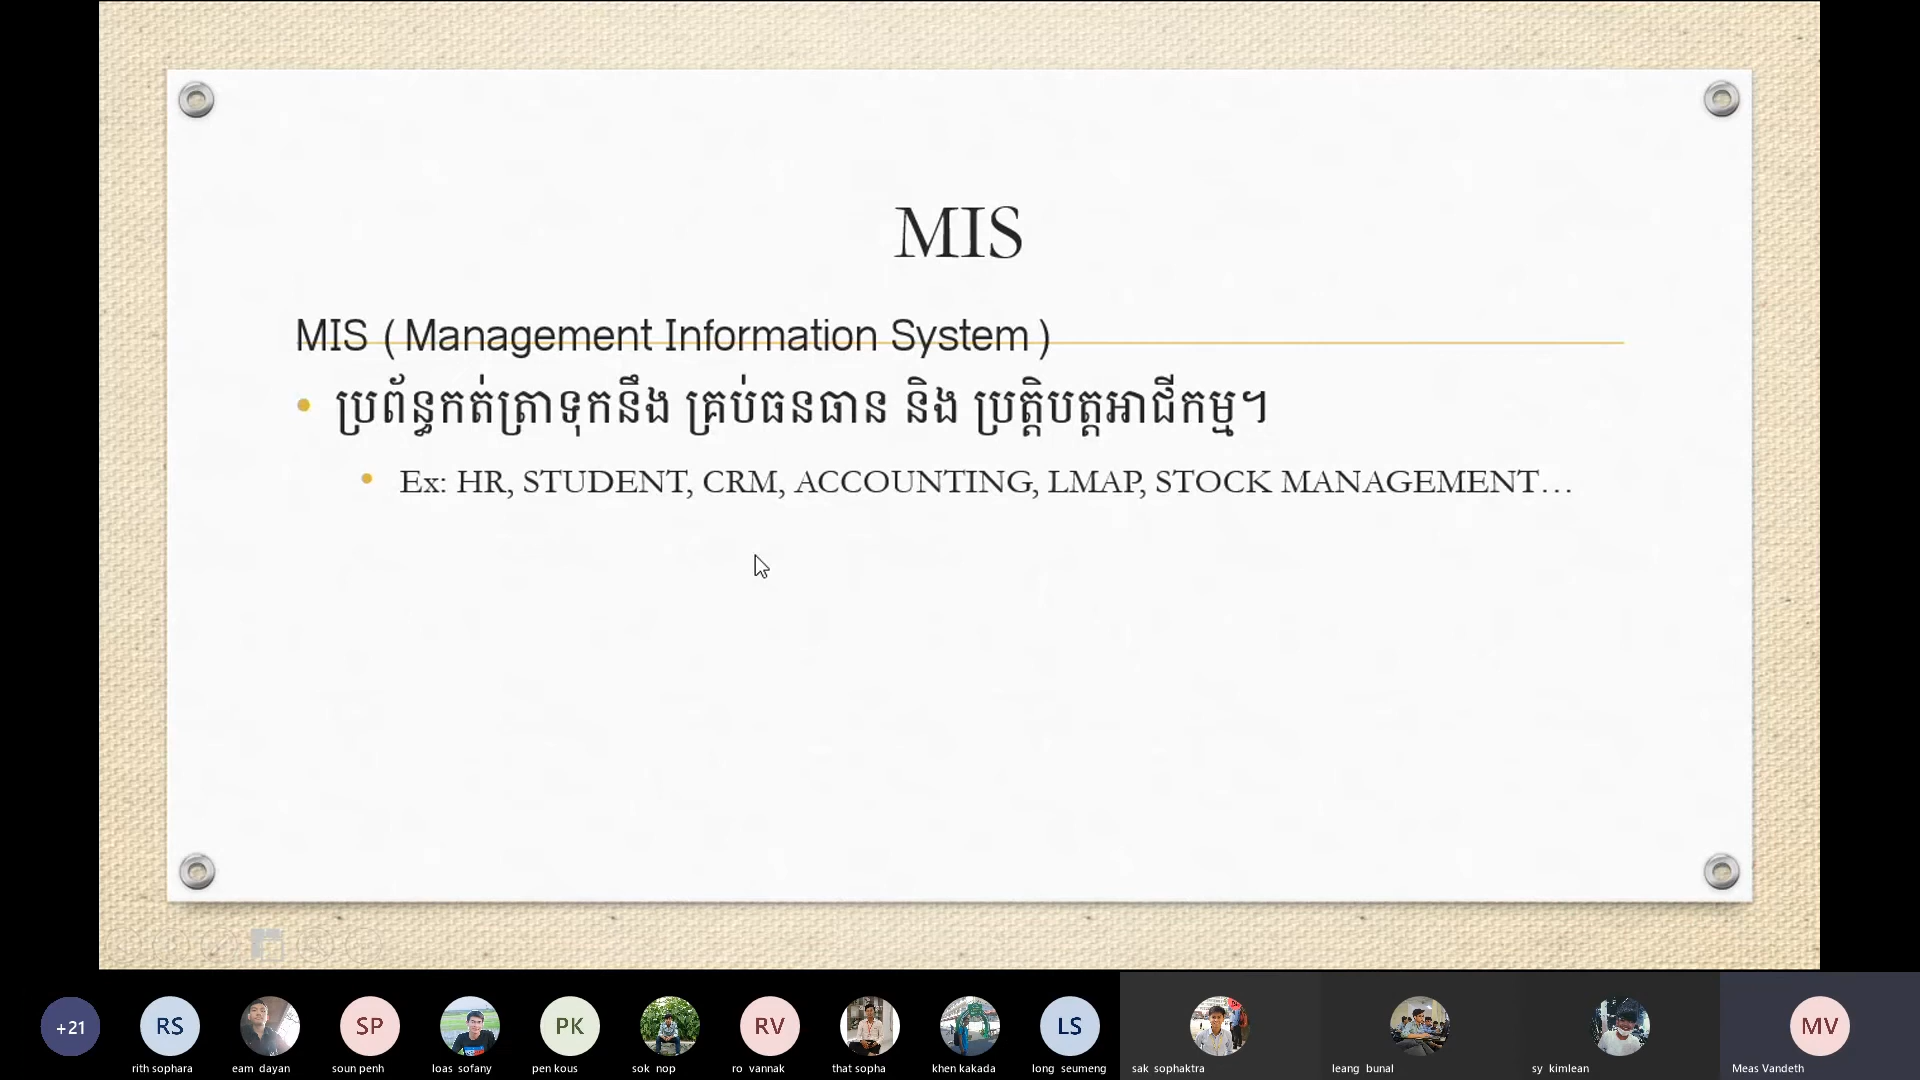 MIS
MIS ( Management Information System )
• ប្រព័ន្ធកត់ត្រាទុកនឹង គ្រប់ធនធាន និង ប្រត្តិបត្តអាជីកម្ម។
• Ex: HR, STUDENT, CRM, ACCOUNTING, LMAP, STOCK MANAGEMENT…
+21 RS SP PK RV LS MV
rith sophara eam dayan soun penh loas sofany pen kous sok nop ro vannak that sopha khen kakada long seumeng sak sophaktra leang bunal sy kimlean Meas Vandeth